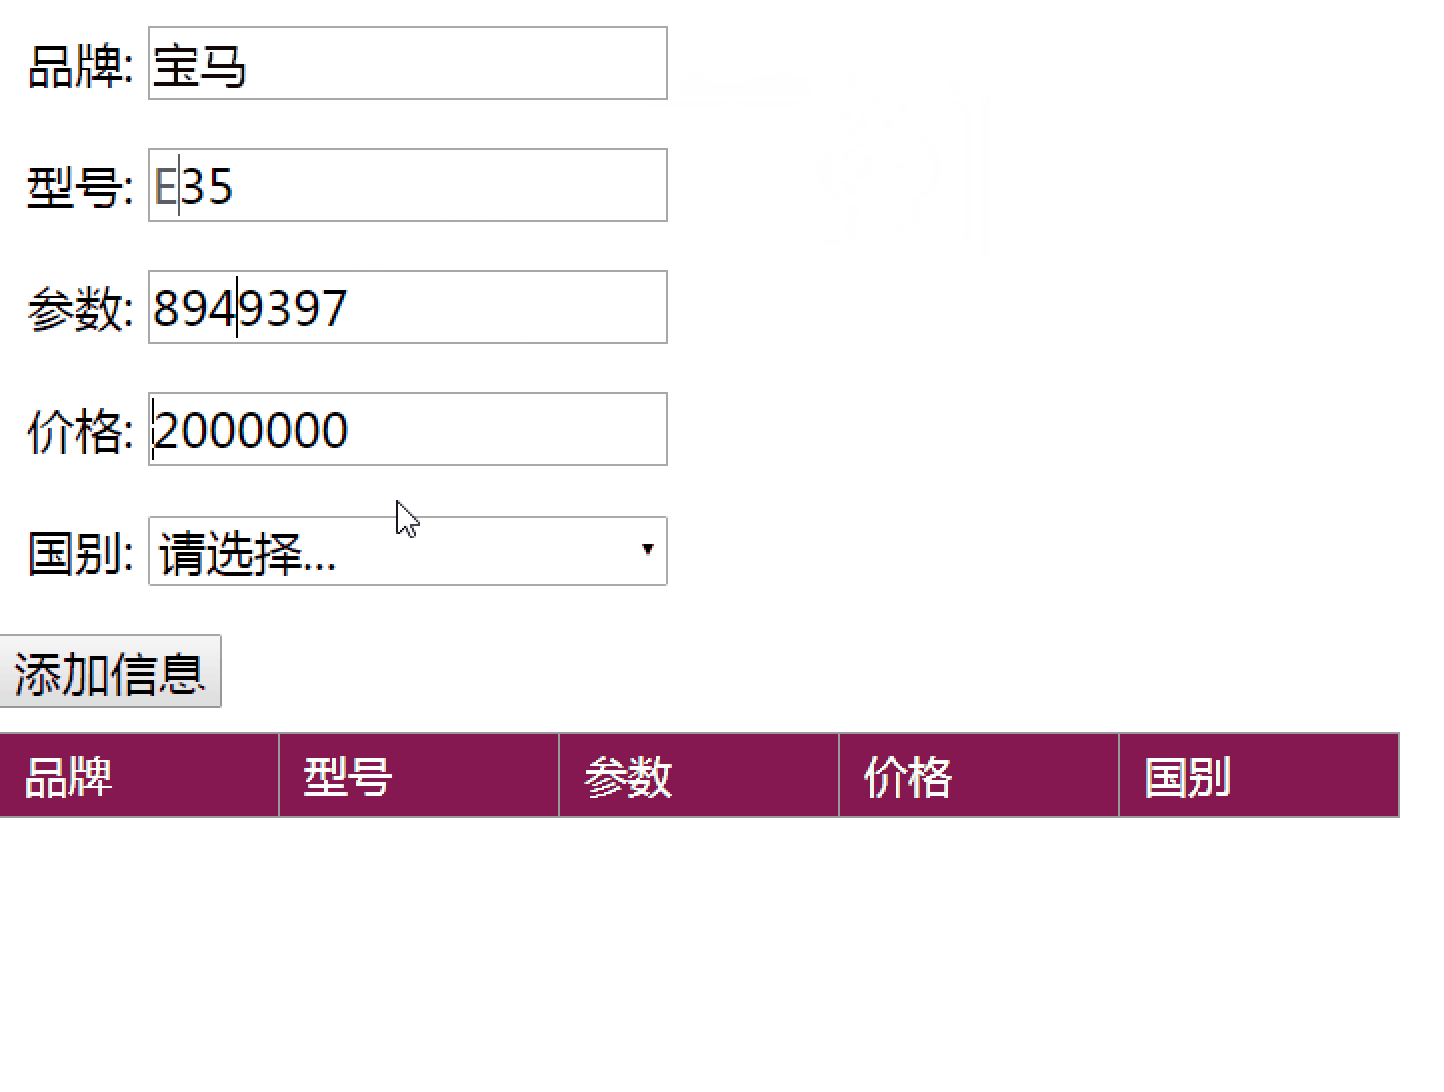 品牌: 宝马
型号: E35
参数: 8949397
价格: 2000000
国别: 请选择...
添加信息
品牌 型号 参数 价格 国别